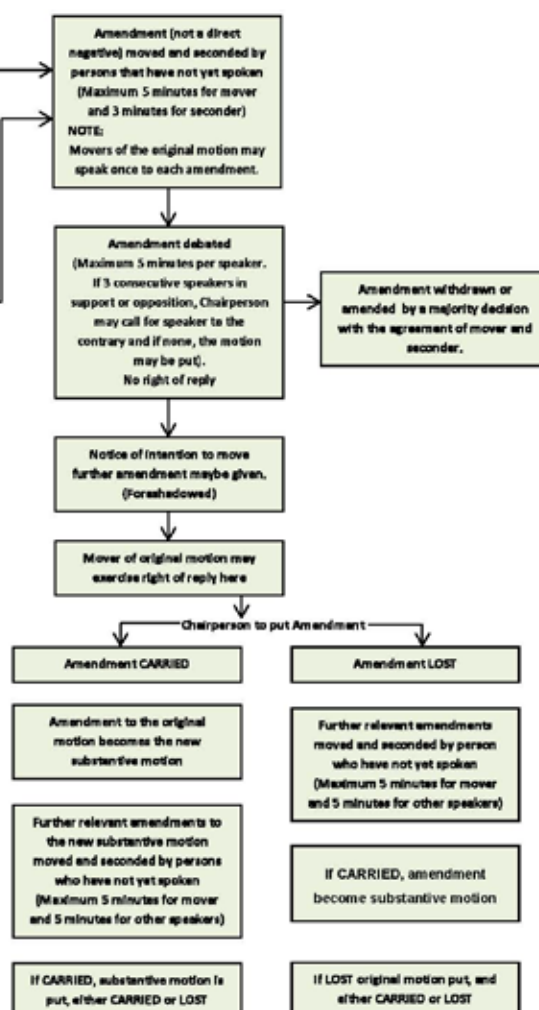 Amendment (not a direct
negative) moved and seconded by
persons that have not yet spoken
(Maximum 5 minutes for mover
and 3 minutes for seconder)
NOTE:
Movers of the original motion may
speak once to each amendment.
Amendment debated
(Maximum 5 minutes per speaker.
If 3 consecutive speakers in
support or opposition, Chairperson
may call for speaker to the
contrary and if none, the motion
may be put).
No right of reply
Amendment withdrawn or
amended by a majority decision
with the agreement of mover and
seconder.
Notice of intention to move
further amendment maybe given.
(Foreshadowed)
Mover of original motion may
exercise right of reply here
Chairperson to put Amendment
Amendment CARRIED
Amendment to the original
motion becomes the new
substantive motion
Further relevant amendments to
the new substantive motion
moved and seconded by persons
who have not yet spoken
(Maximum 5 minutes for mover
and 5 minutes for other speakers)
If CARRIED, substantive motion is
put, either CARRIED or LOST
Amendment LOST
Further relevant amendments
moved and seconded by person
who have not yet spoken
(Maximum 5 minutes for mover
and 5 minutes for other speakers)
If CARRIED, amendment
become substantive motion
If LOST original motion put, and
either CARRIED or LOST